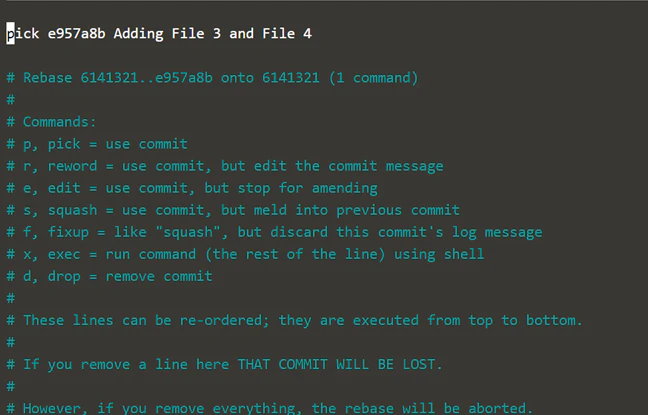 pick e957a8b Adding File 3 and File 4
# Rebase 6141321..e957a8b onto 6141321 (1 command)
#
# Commands:
# p, pick = use commit
# r, reword = use commit, but edit the commit message
# e, edit = use commit, but stop for amending
# s, squash = use commit, but meld into previous commit
# f, fixup = like "squash", but discard this commit's log message
# x, exec = run command (the rest of the line) using shell
# d, drop = remove commit
#
# These lines can be re-ordered; they are executed from top to bottom.
#
# If you remove a line here THAT COMMIT WILL BE LOST.
#
# However, if you remove everything, the rebase will be aborted.